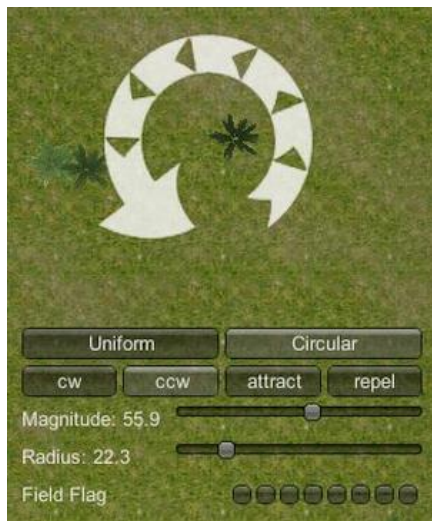 Uniform Circular
cw ccw attract repel
Magnitude: 55.9
Radius: 22.3
Field Flag